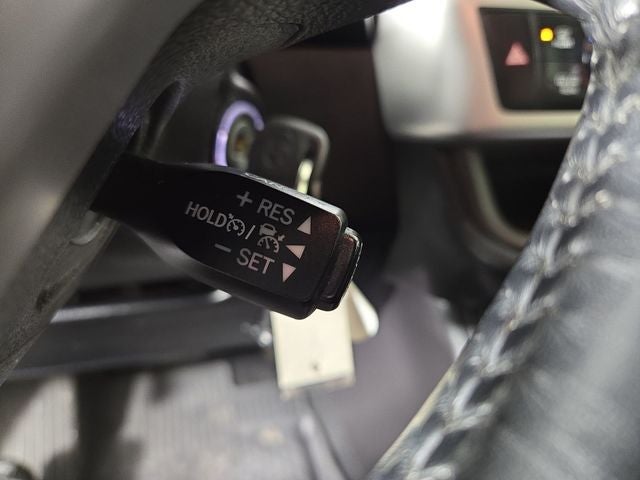 + RES
HOLD /
− SET